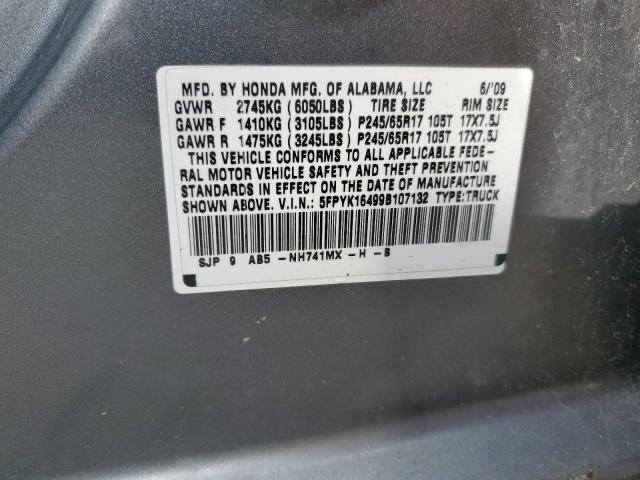 MFD. BY HONDA MFG. OF ALABAMA, LLC 6/'09
GVWR 2745KG (6050LBS) TIRE SIZE RIM SIZE
GAWR F 1410KG (3105LBS) P245/65R17 105T 17X7.5J
GAWR R 1475KG (3245LBS) P245/65R17 105T 17X7.5J
THIS VEHICLE CONFORMS TO ALL APPLICABLE FEDE-
RAL MOTOR VEHICLE SAFETY AND THEFT PREVENTION
STANDARDS IN EFFECT ON THE DATE OF MANUFACTURE
SHOWN ABOVE. V.I.N.: 5FPYK16499B107132 TYPE:TRUCK
SJP 9 AB5 -NH741MX -H -B